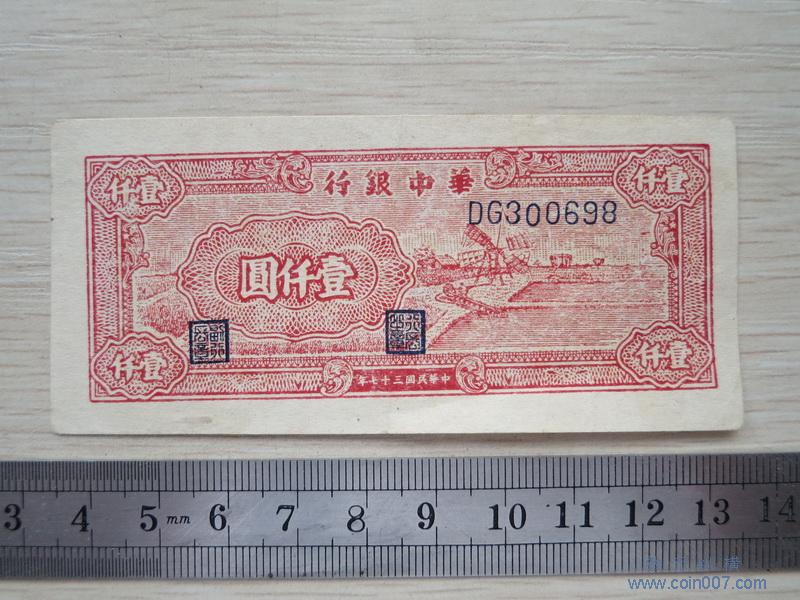 行銀中華
DG300698
仟壹
仟壹
圓仟壹
仟壹
仟壹
年七十三國民華中
3 4 5 mm 6 7 8 9 10 11 12 13 14
www.coin007.com